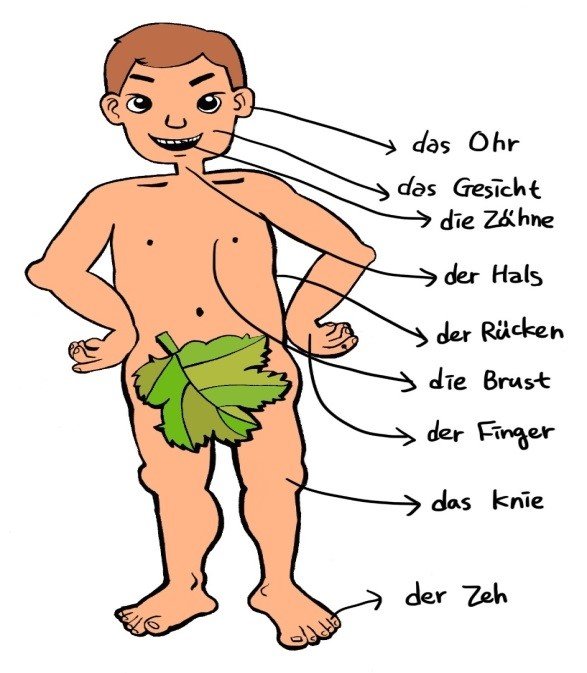 das Ohr
das Gesicht
die Zähne
der Hals
der Rücken
die Brust
der Finger
das Knie
der Zeh